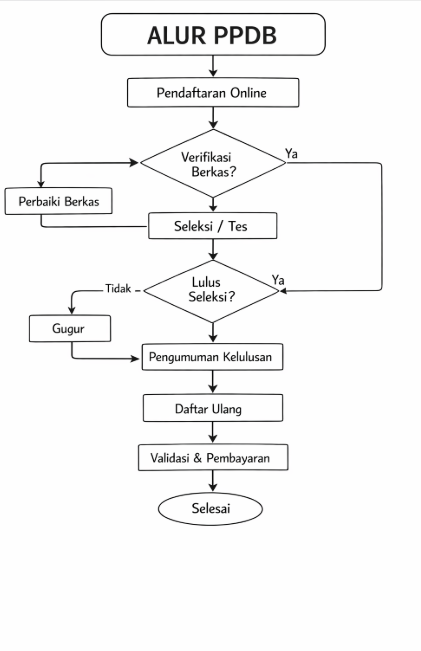 ALUR PPDB
Pendaftaran Online
Verifikasi
Berkas?
Ya
Perbaiki Berkas
Seleksi / Tes
Lulus
Seleksi?
Ya
Tidak
Gugur
Pengumuman Kelulusan
Daftar Ulang
Validasi & Pembayaran
Selesai